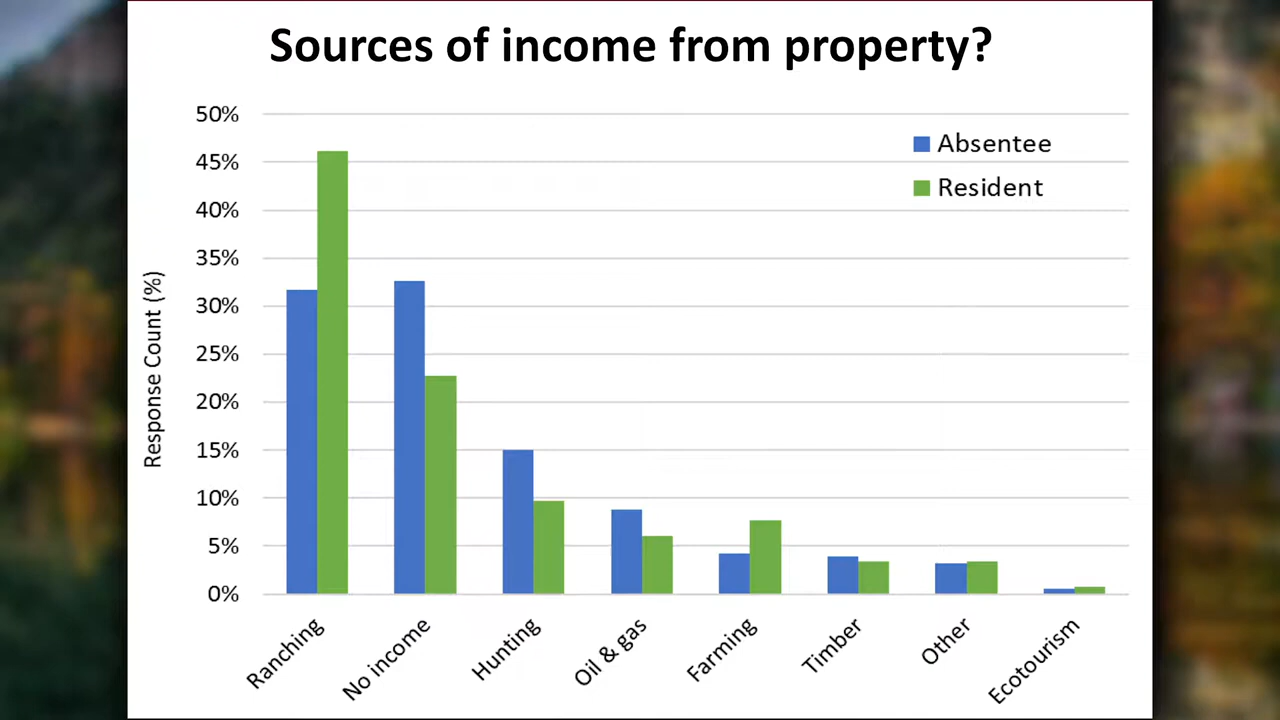 Sources of income from property?
50%
45%
40%
35%
30%
25%
20%
15%
10%
5%
0%
Response Count (%)
Absentee
Resident
Ranching
No income
Hunting
Oil & gas
Farming
Timber
Other
Ecotourism